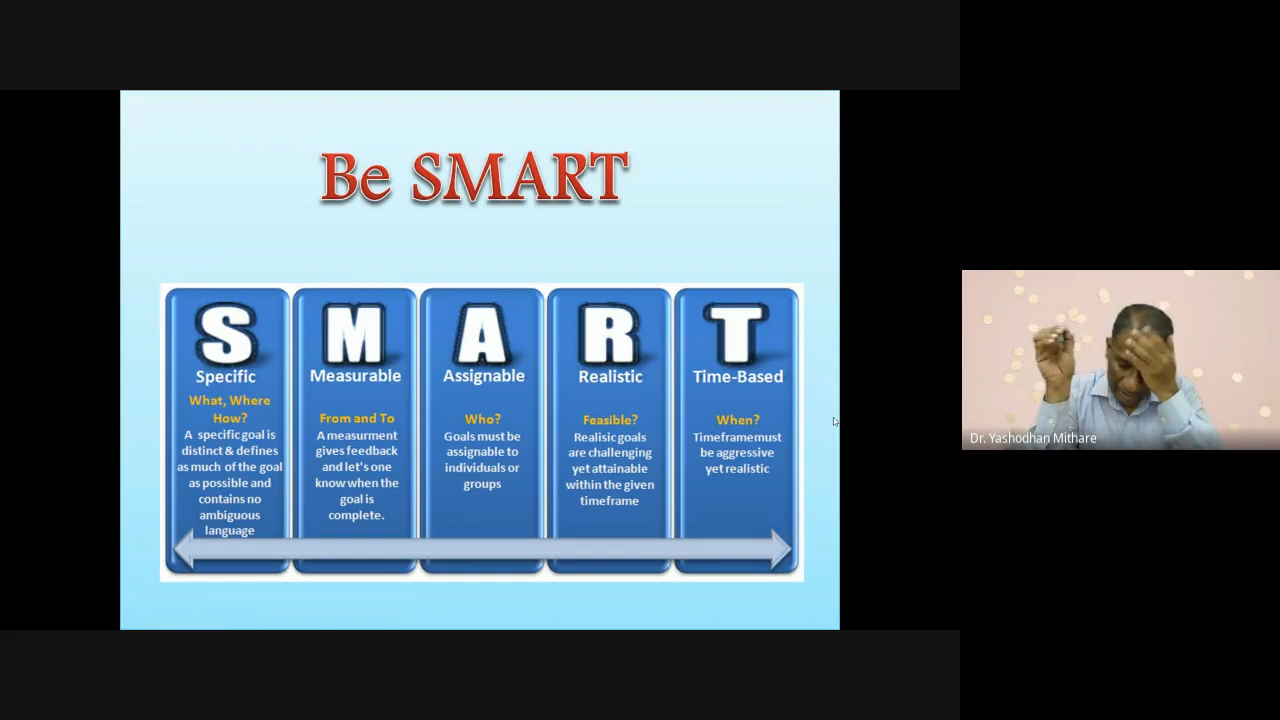 Be SMART
S
Specific
What, Where
How?
A specific goal is
distinct & defines
as much of the goal
as possible and
contains no
ambiguous
language
M
Measurable
From and To
A measurment
gives feedback
and let's one
know when the
goal is
complete.
A
Assignable
Who?
Goals must be
assignable to
individuals or
groups
R
Realistic
Feasible?
Realisic goals
are challenging
yet attainable
within the given
timeframe
T
Time-Based
When?
Timeframe must
be aggressive
yet realistic
Dr. Yashodhan Mithare